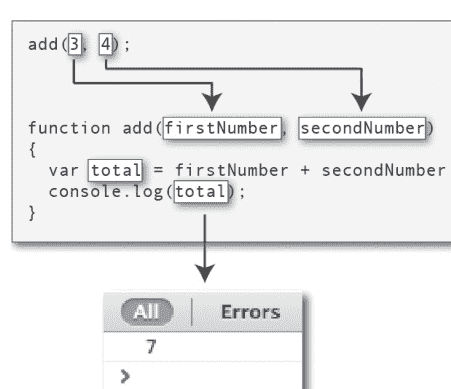 add(3, 4);
function add(firstNumber, secondNumber)
{
var total = firstNumber + secondNumber
console.log(total);
}
All Errors
7
>